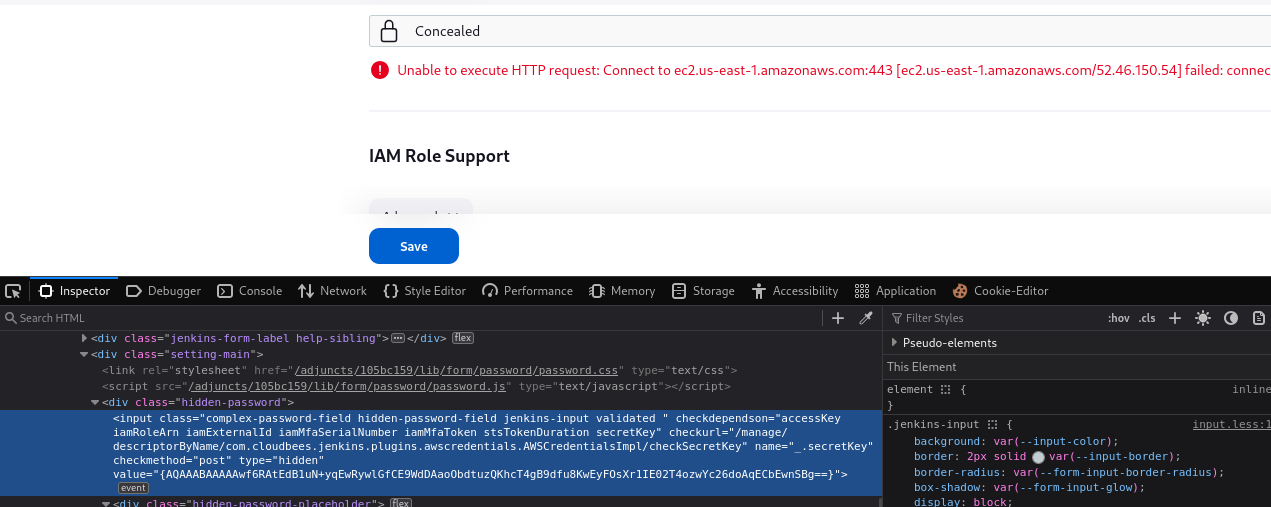 Concealed
Unable to execute HTTP request: Connect to ec2.us-east-1.amazonaws.com:443 [ec2.us-east-1.amazonaws.com/52.46.150.54] failed: connec
IAM Role Support
Save
Inspector Debugger Console Network Style Editor Performance Memory Storage Accessibility Application Cookie-Editor
Search HTML
Filter Styles :hov .cls
<div class="jenkins-form-label help-sibling"></div> flex
<div class="setting-main">
<link rel="stylesheet" href="/adjuncts/105bc159/lib/form/password/password.css" type="text/css">
<script src="/adjuncts/105bc159/lib/form/password/password.js" type="text/javascript"></script>
<div class="hidden-password">
<input class="complex-password-field hidden-password-field jenkins-input validated " checkdependson="accessKey
iamRoleArn iamExternalId iamMfaSerialNumber iamMfaToken stsTokenDuration secretKey" checkurl="/manage/
descriptorByName/com.cloudbees.jenkins.plugins.awscredentials.AWSCredentialsImpl/checkSecretKey" name="_.secretKey"
checkmethod="post" type="hidden"
value="{AQAAABAAAAAwf6RAtEdB1uN+yqEwRywlGfCE9WdDAaoObdtuzQKhcT4gB9dfu8KwEyFOsXr1IE02T4ozwYc26doAqECbEwnSBg==}">
event
<div class="hidden-password-placeholder"> flex
Pseudo-elements
This Element
element { inline
}
.jenkins-input { input.less:1
background: var(--input-color);
border: 2px solid var(--input-border);
border-radius: var(--form-input-border-radius);
box-shadow: var(--form-input-glow);
display: block;